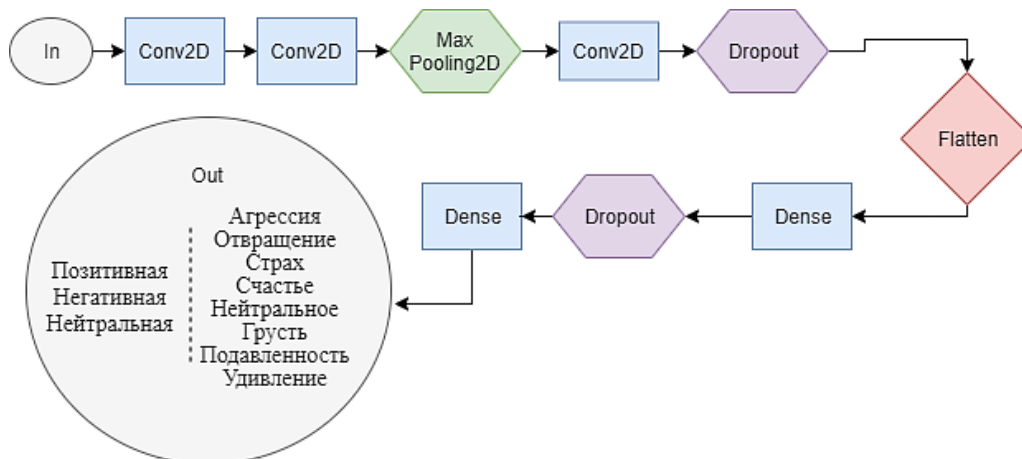 In
Conv2D
Conv2D
Max
Pooling2D
Conv2D
Dropout
Flatten
Dense
Dropout
Dense
Out
Позитивная
Негативная
Нейтральная
Агрессия
Отвращение
Страх
Счастье
Нейтральное
Грусть
Подавленность
Удивление